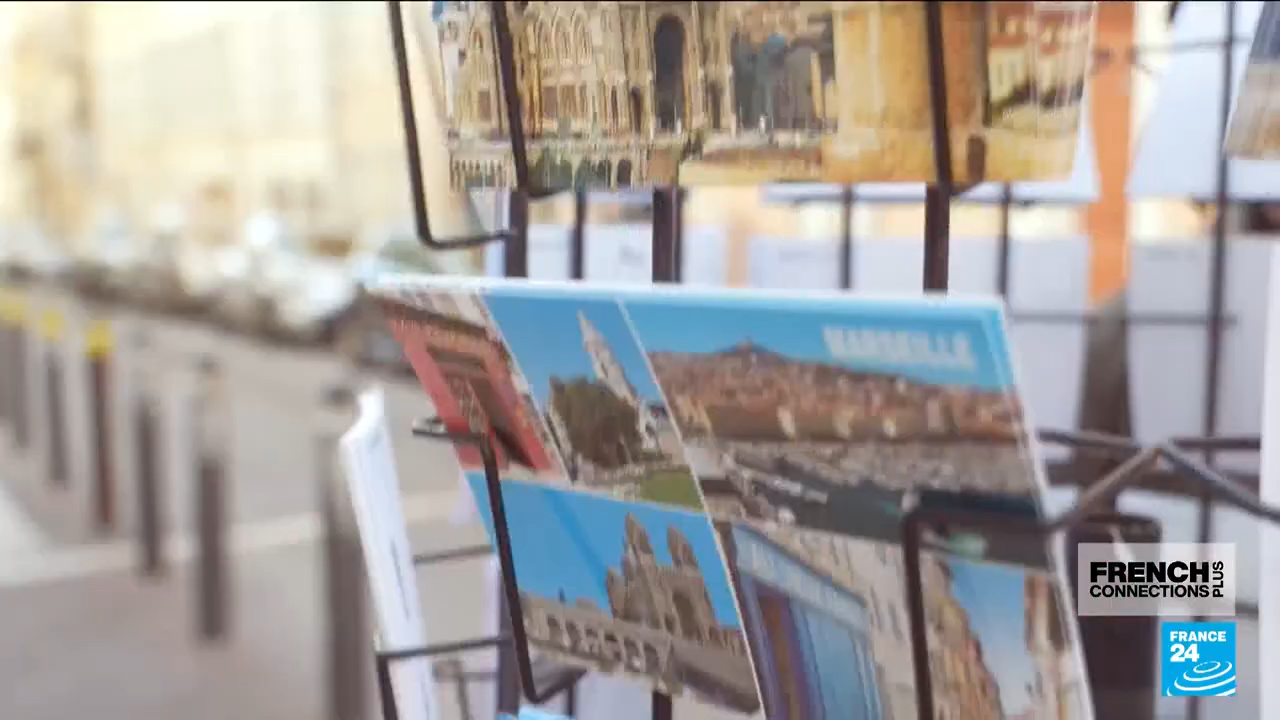 MARSEILLE
FRENCH
CONNECTIONS
PLUS
FRANCE
24